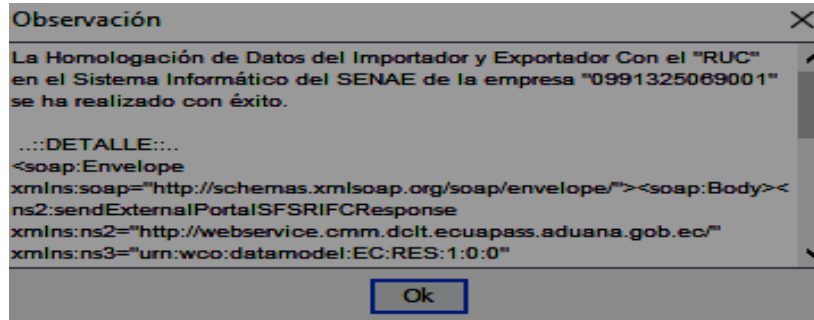 Observación
La Homologación de Datos del Importador y Exportador Con el "RUC"
en el Sistema Informático del SENAE de la empresa "0991325069001"
se ha realizado con éxito.
..::DETALLE::..
<soap:Envelope
xmlns:soap="http://schemas.xmlsoap.org/soap/envelope/"><soap:Body><
ns2:sendExternalPortalSFSRIFCResponse
xmlns:ns2="http://webservice.cmm.dclt.ecuapass.aduana.gob.ec/"
xmlns:ns3="urn:wco:datamodel:EC:RES:1:0:0"
Ok